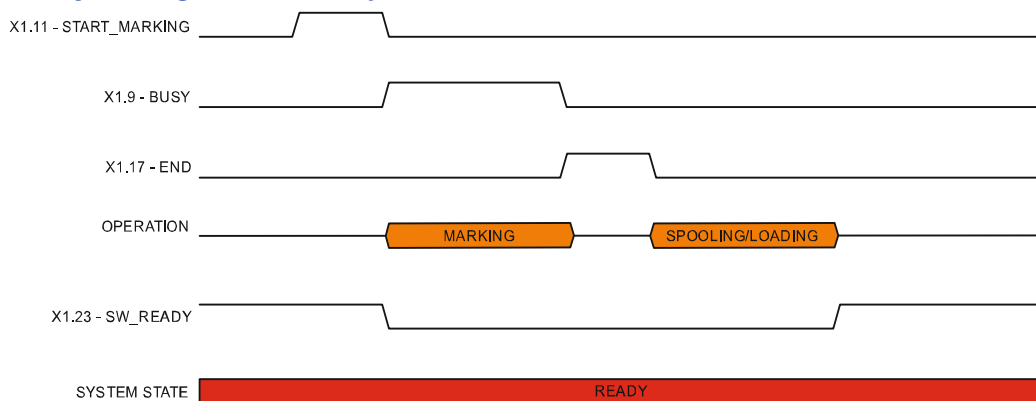 X1.11 - START_MARKING
X1.9 - BUSY
X1.17 - END
OPERATION
MARKING
SPOOLING/LOADING
X1.23 - SW_READY
SYSTEM STATE
READY